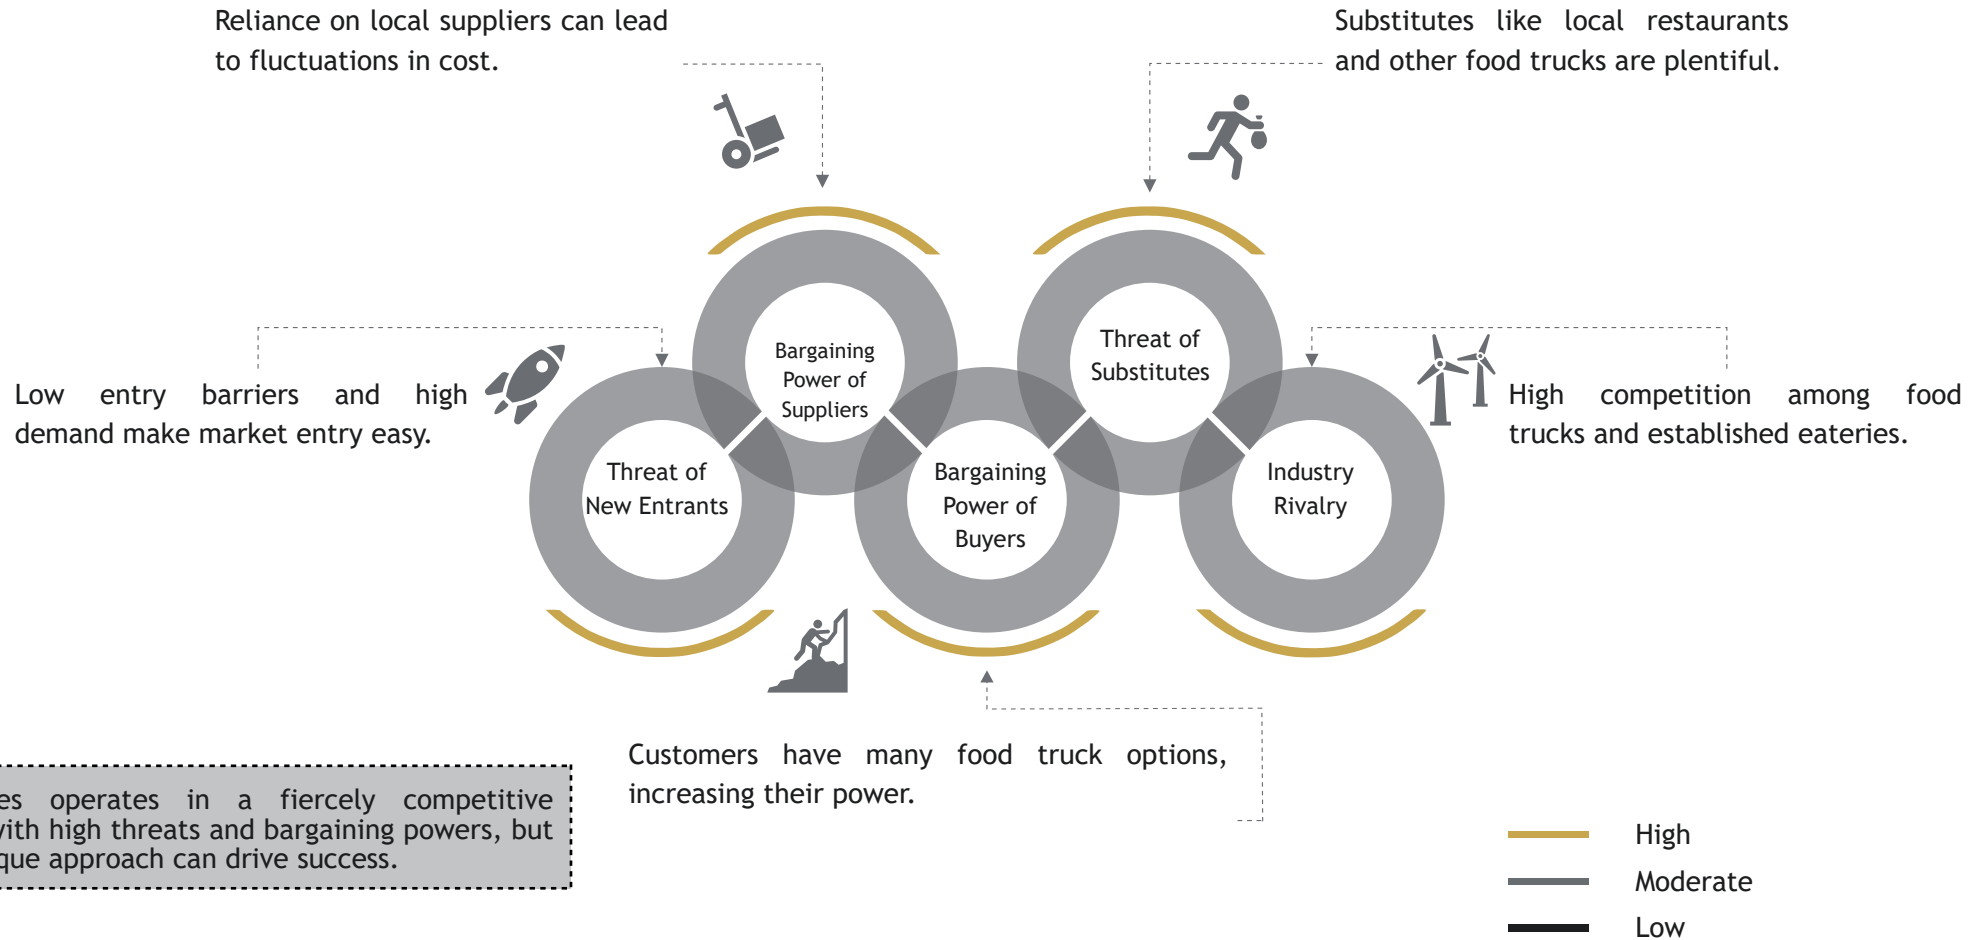 Reliance on local suppliers can lead
to fluctuations in cost.
Substitutes like local restaurants
and other food trucks are plentiful.
Low entry barriers and high
demand make market entry easy.
Bargaining
Power of
Suppliers
Threat of
Substitutes
High competition among food
trucks and established eateries.
Threat of
New Entrants
Bargaining
Power of
Buyers
Industry
Rivalry
Customers have many food truck options,
increasing their power.
operates in a fiercely competitive
with high threats and bargaining powers, but
approach can drive success.
High
Moderate
Low